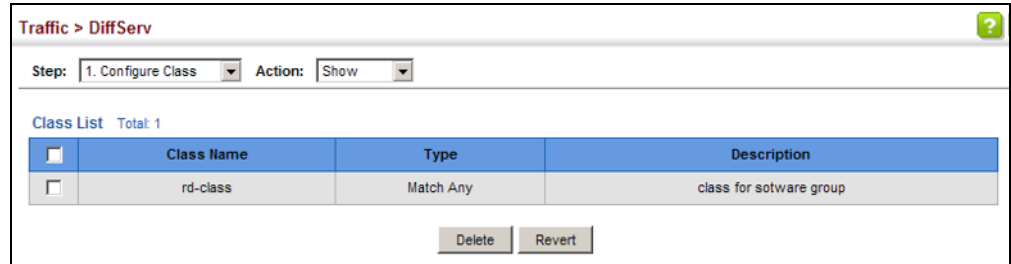 Traffic > DiffServ
?
Step: 1. Configure Class Action: Show
Class List Total: 1
Class Name Type Description
rd-class Match Any class for sotware group
Delete Revert